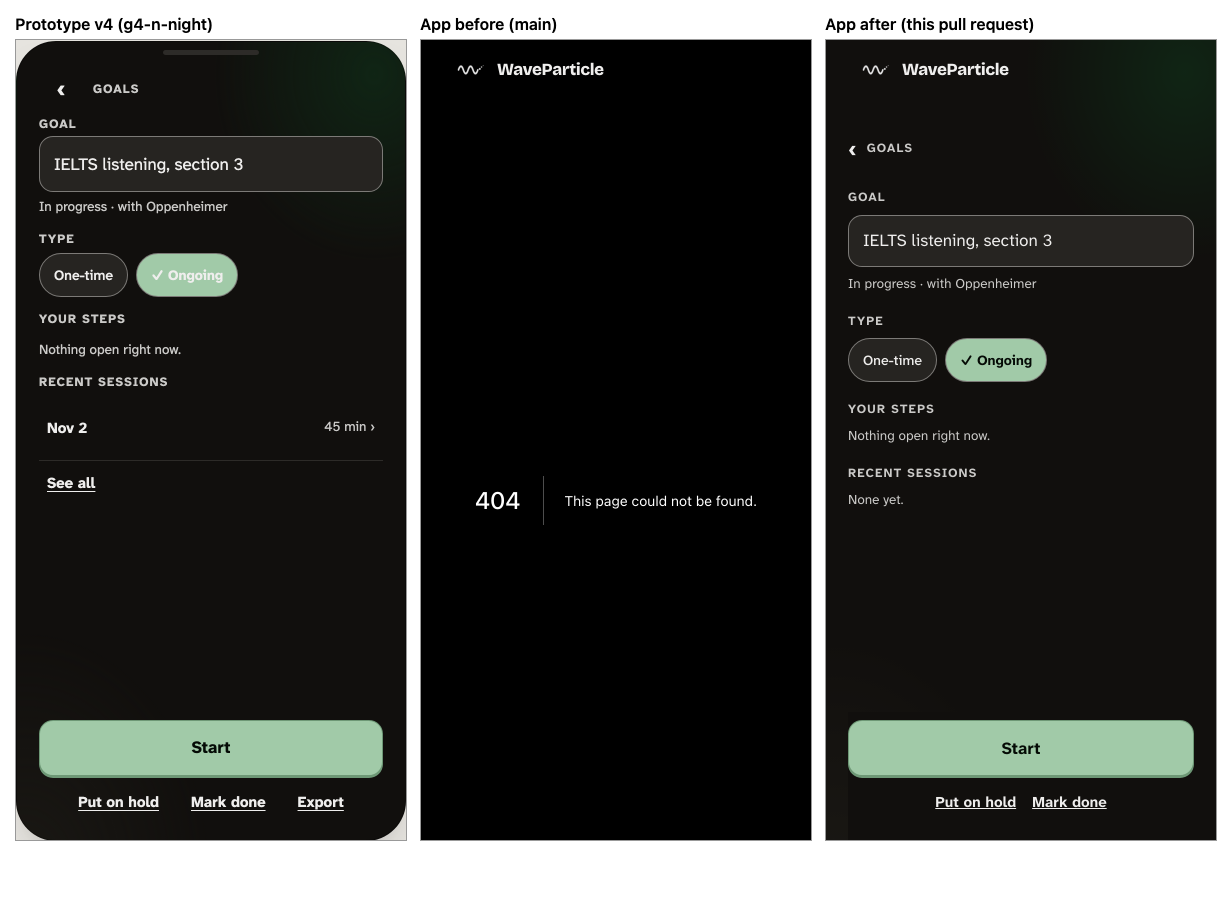 Prototype v4 (g4-n-night)
‹ GOALS
GOAL
IELTS listening, section 3
In progress · with Oppenheimer
TYPE
One-time ✓ Ongoing
YOUR STEPS
Nothing open right now.
RECENT SESSIONS
Nov 2 45 min ›
See all
Start
Put on hold Mark done Export
App before (main)
WaveParticle
404 This page could not be found.
App after (this pull request)
WaveParticle
‹ GOALS
GOAL
IELTS listening, section 3
In progress · with Oppenheimer
TYPE
One-time ✓ Ongoing
YOUR STEPS
Nothing open right now.
RECENT SESSIONS
None yet.
Start
Put on hold Mark done